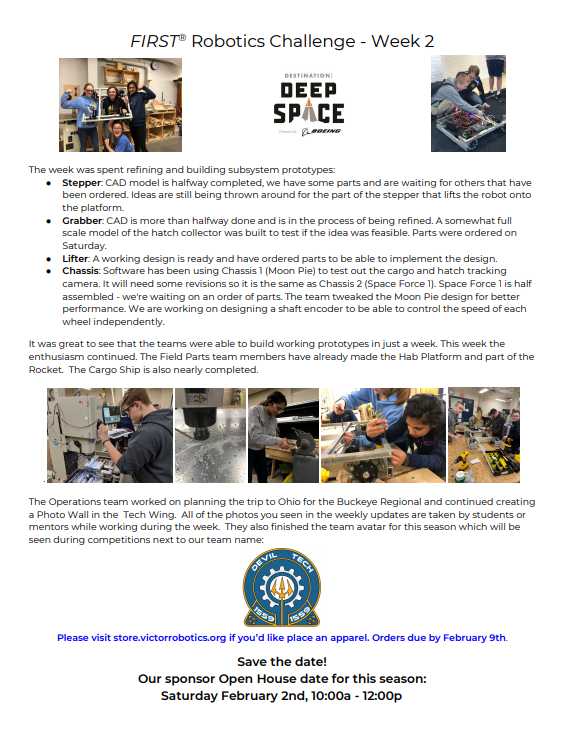 FIRST® Robotics Challenge - Week 2
DESTINATION:
DEEP
SPACE
Presented By BOEING
The week was spent refining and building subsystem prototypes:
● Stepper: CAD model is halfway completed, we have some parts and are waiting for others that have
been ordered. Ideas are still being thrown around for the part of the stepper that lifts the robot onto
the platform.
● Grabber: CAD is more than halfway done and is in the process of being refined. A somewhat full
scale model of the hatch collector was built to test if the idea was feasible. Parts were ordered on
Saturday.
● Lifter: A working design is ready and have ordered parts to be able to implement the design.
● Chassis: Software has been using Chassis 1 (Moon Pie) to test out the cargo and hatch tracking
camera. It will need some revisions so it is the same as Chassis 2 (Space Force 1). Space Force 1 is half
assembled - we're waiting on an order of parts. The team tweaked the Moon Pie design for better
performance. We are working on designing a shaft encoder to be able to control the speed of each
wheel independently.
It was great to see that the teams were able to build working prototypes in just a week. This week the
enthusiasm continued. The Field Parts team members have already made the Hab Platform and part of the
Rocket. The Cargo Ship is also nearly completed.
The Operations team worked on planning the trip to Ohio for the Buckeye Regional and continued creating
a Photo Wall in the Tech Wing. All of the photos you seen in the weekly updates are taken by students or
mentors while working during the week. They also finished the team avatar for this season which will be
seen during competitions next to our team name:
DEVIL TECH
1559 1559
Please visit store.victorrobotics.org if you'd like place an apparel. Orders due by February 9th.
Save the date!
Our sponsor Open House date for this season:
Saturday February 2nd, 10:00a - 12:00p